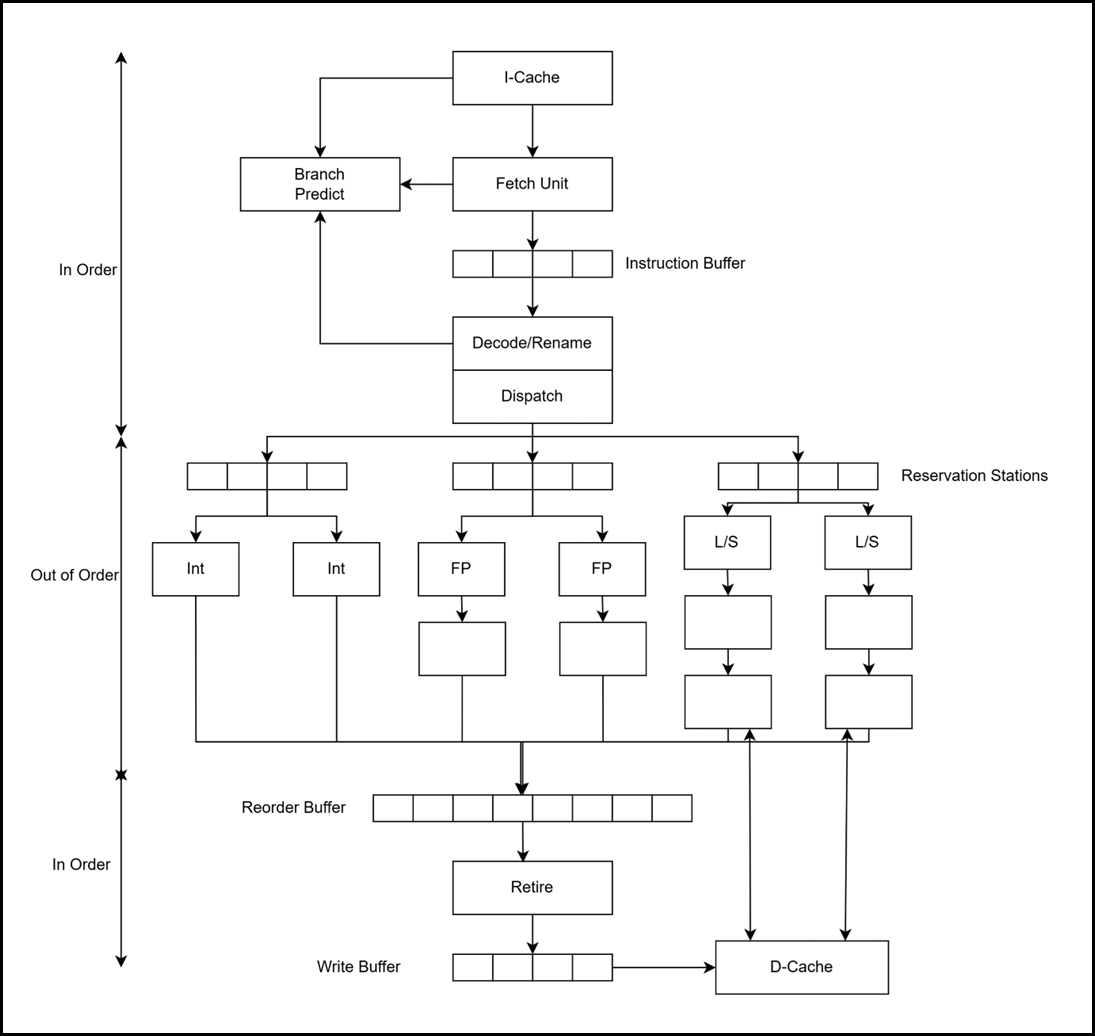 I-Cache
Branch
Predict
Fetch Unit
In Order
Instruction Buffer
Decode/Rename
Dispatch
Reservation Stations
Out of Order
Int
Int
FP
FP
L/S
L/S
Reorder Buffer
In Order
Retire
Write Buffer
D-Cache